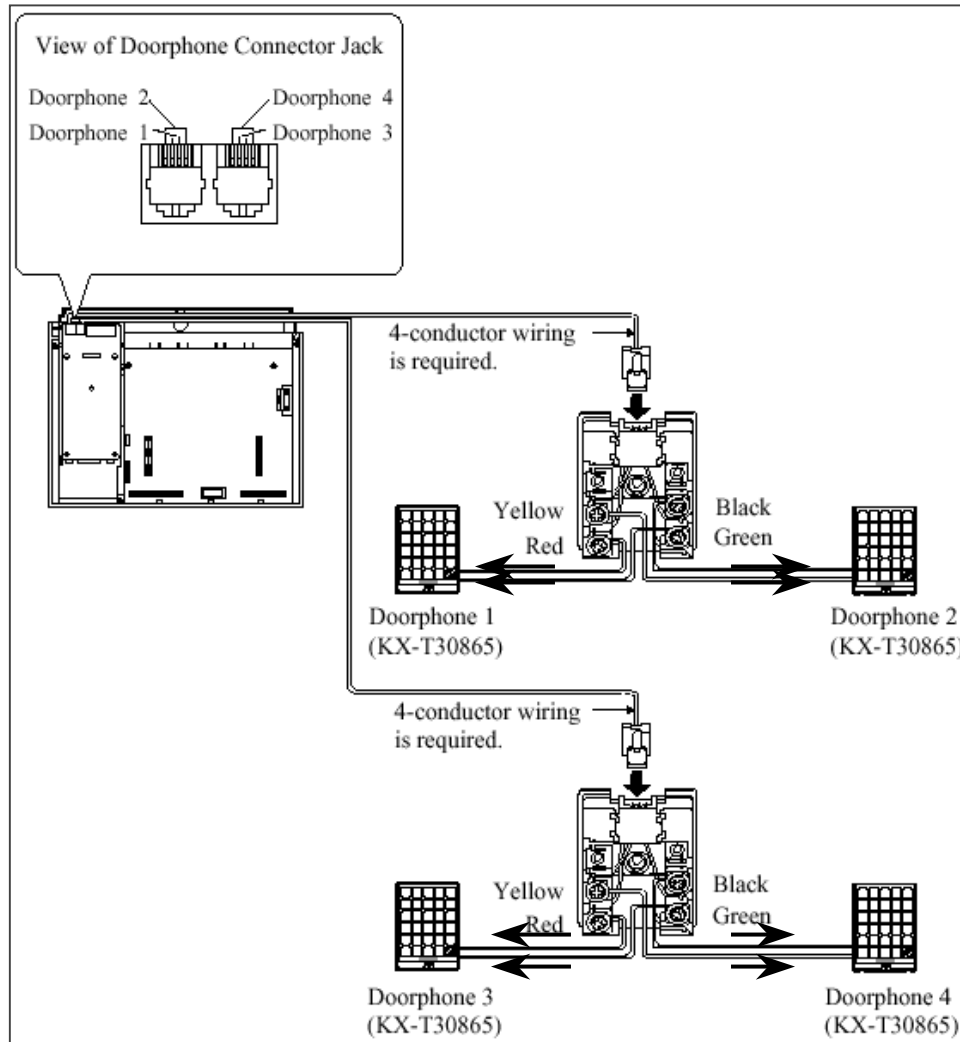 View of Doorphone Connector Jack
Doorphone 2
Doorphone 4
Doorphone 1
Doorphone 3
4-conductor wiring
is required.
Yellow
Black
Red
Green
Doorphone 1
(KX-T30865)
Doorphone 2
(KX-T30865)
4-conductor wiring
is required.
Yellow
Black
Red
Green
Doorphone 3
(KX-T30865)
Doorphone 4
(KX-T30865)